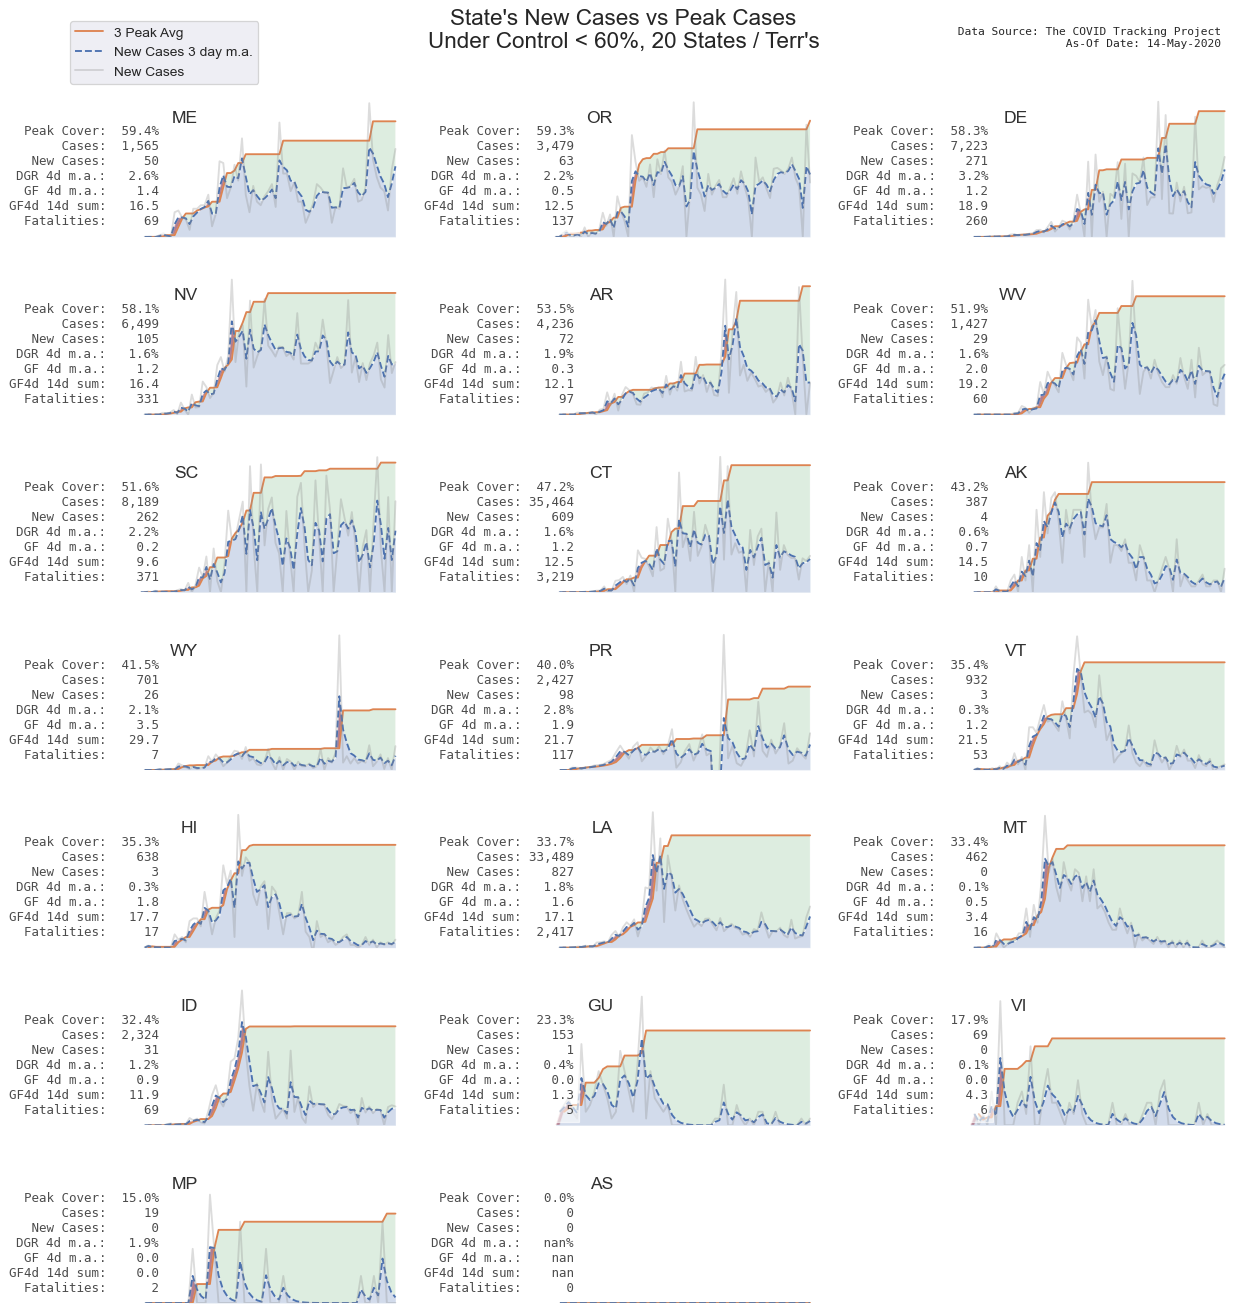 State's New Cases vs Peak Cases
Under Control < 60%, 20 States / Terr's
3 Peak Avg
New Cases 3 day m.a.
New Cases
Data Source: The COVID Tracking Project
As-Of Date: 14-May-2020
ME
Peak Cover: 59.4%
Cases: 1,565
New Cases: 50
DGR 4d m.a.: 2.6%
GF 4d m.a.: 1.4
GF4d 14d sum: 16.5
Fatalities: 69
OR
Peak Cover: 59.3%
Cases: 3,479
New Cases: 63
DGR 4d m.a.: 2.2%
GF 4d m.a.: 0.5
GF4d 14d sum: 12.5
Fatalities: 137
DE
Peak Cover: 58.3%
Cases: 7,223
New Cases: 271
DGR 4d m.a.: 3.2%
GF 4d m.a.: 1.2
GF4d 14d sum: 18.9
Fatalities: 260
NV
Peak Cover: 58.1%
Cases: 6,499
New Cases: 105
DGR 4d m.a.: 1.6%
GF 4d m.a.: 1.2
GF4d 14d sum: 16.4
Fatalities: 331
AR
Peak Cover: 53.5%
Cases: 4,236
New Cases: 72
DGR 4d m.a.: 1.9%
GF 4d m.a.: 0.3
GF4d 14d sum: 12.1
Fatalities: 97
WV
Peak Cover: 51.9%
Cases: 1,427
New Cases: 29
DGR 4d m.a.: 1.6%
GF 4d m.a.: 2.0
GF4d 14d sum: 19.2
Fatalities: 60
SC
Peak Cover: 51.6%
Cases: 8,189
New Cases: 262
DGR 4d m.a.: 2.2%
GF 4d m.a.: 0.2
GF4d 14d sum: 9.6
Fatalities: 371
CT
Peak Cover: 47.2%
Cases: 35,464
New Cases: 609
DGR 4d m.a.: 1.6%
GF 4d m.a.: 1.2
GF4d 14d sum: 12.5
Fatalities: 3,219
AK
Peak Cover: 43.2%
Cases: 387
New Cases: 4
DGR 4d m.a.: 0.6%
GF 4d m.a.: 0.7
GF4d 14d sum: 14.5
Fatalities: 10
WY
Peak Cover: 41.5%
Cases: 701
New Cases: 26
DGR 4d m.a.: 2.1%
GF 4d m.a.: 3.5
GF4d 14d sum: 29.7
Fatalities: 7
PR
Peak Cover: 40.0%
Cases: 2,427
New Cases: 98
DGR 4d m.a.: 2.8%
GF 4d m.a.: 1.9
GF4d 14d sum: 21.7
Fatalities: 117
VT
Peak Cover: 35.4%
Cases: 932
New Cases: 3
DGR 4d m.a.: 0.3%
GF 4d m.a.: 1.2
GF4d 14d sum: 21.5
Fatalities: 53
HI
Peak Cover: 35.3%
Cases: 638
New Cases: 3
DGR 4d m.a.: 0.3%
GF 4d m.a.: 1.8
GF4d 14d sum: 17.7
Fatalities: 17
LA
Peak Cover: 33.7%
Cases: 33,489
New Cases: 827
DGR 4d m.a.: 1.8%
GF 4d m.a.: 1.6
GF4d 14d sum: 17.1
Fatalities: 2,417
MT
Peak Cover: 33.4%
Cases: 462
New Cases: 0
DGR 4d m.a.: 0.1%
GF 4d m.a.: 0.5
GF4d 14d sum: 3.4
Fatalities: 16
ID
Peak Cover: 32.4%
Cases: 2,324
New Cases: 31
DGR 4d m.a.: 1.2%
GF 4d m.a.: 0.9
GF4d 14d sum: 11.9
Fatalities: 69
GU
Peak Cover: 23.3%
Cases: 153
New Cases: 1
DGR 4d m.a.: 0.4%
GF 4d m.a.: 0.0
GF4d 14d sum: 1.3
Fatalities: 5
VI
Peak Cover: 17.9%
Cases: 69
New Cases: 0
DGR 4d m.a.: 0.1%
GF 4d m.a.: 0.0
GF4d 14d sum: 4.3
Fatalities: 6
MP
Peak Cover: 15.0%
Cases: 19
New Cases: 0
DGR 4d m.a.: 1.9%
GF 4d m.a.: 0.0
GF4d 14d sum: 0.0
Fatalities: 2
AS
Peak Cover: 0.0%
Cases: 0
New Cases: 0
DGR 4d m.a.: nan%
GF 4d m.a.: nan
GF4d 14d sum: nan
Fatalities: 0